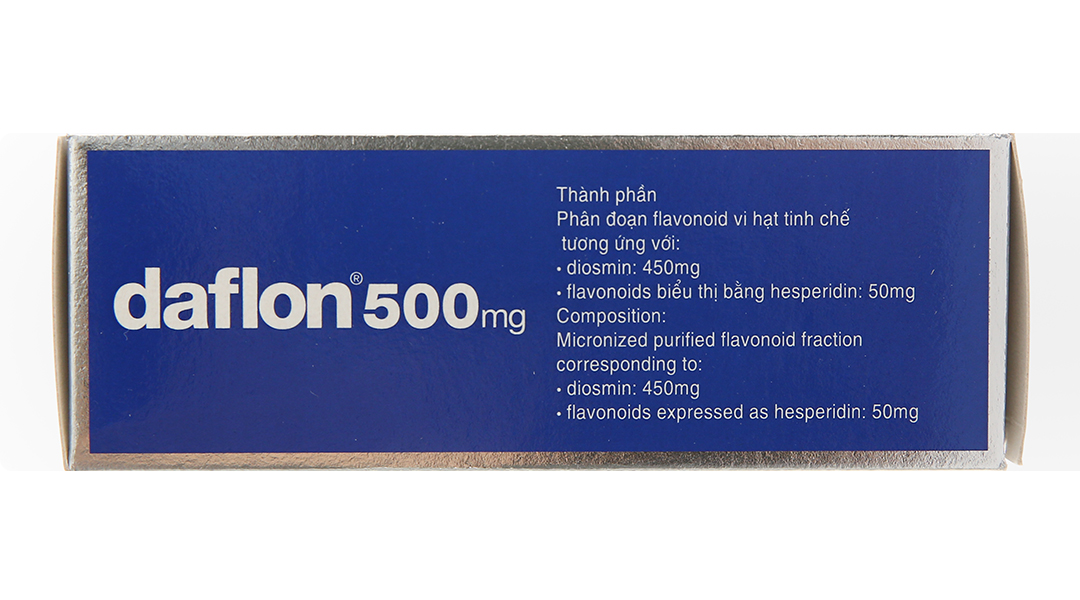 daflon® 500mg
Thành phần
Phân đoạn flavonoid vi hạt tinh chế
tương ứng với:
• diosmin: 450mg
• flavonoids biểu thị bằng hesperidin: 50mg
Composition:
Micronized purified flavonoid fraction
corresponding to:
• diosmin: 450mg
• flavonoids expressed as hesperidin: 50mg